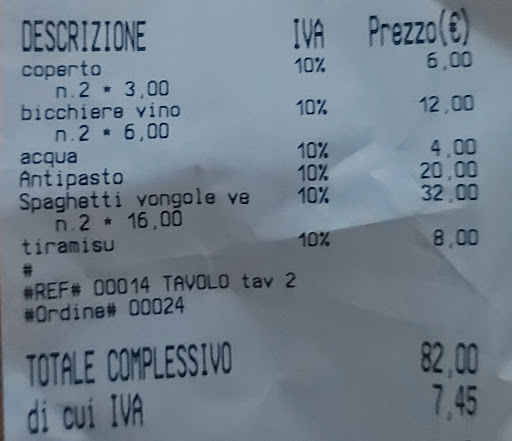 DESCRIZIONE IVA Prezzo(€)
coperto 10% 6,00
n.2 * 3,00
bicchiere vino 10% 12,00
n.2 * 6,00
acqua 10% 4,00
Antipasto 10% 20,00
Spaghetti vongole ve 10% 32,00
n.2 * 16,00
tiramisu 10% 8,00
#
#REF# 00014 TAVOLO tav 2
#Ordine# 00024
TOTALE COMPLESSIVO 82,00
di cui IVA 7,45